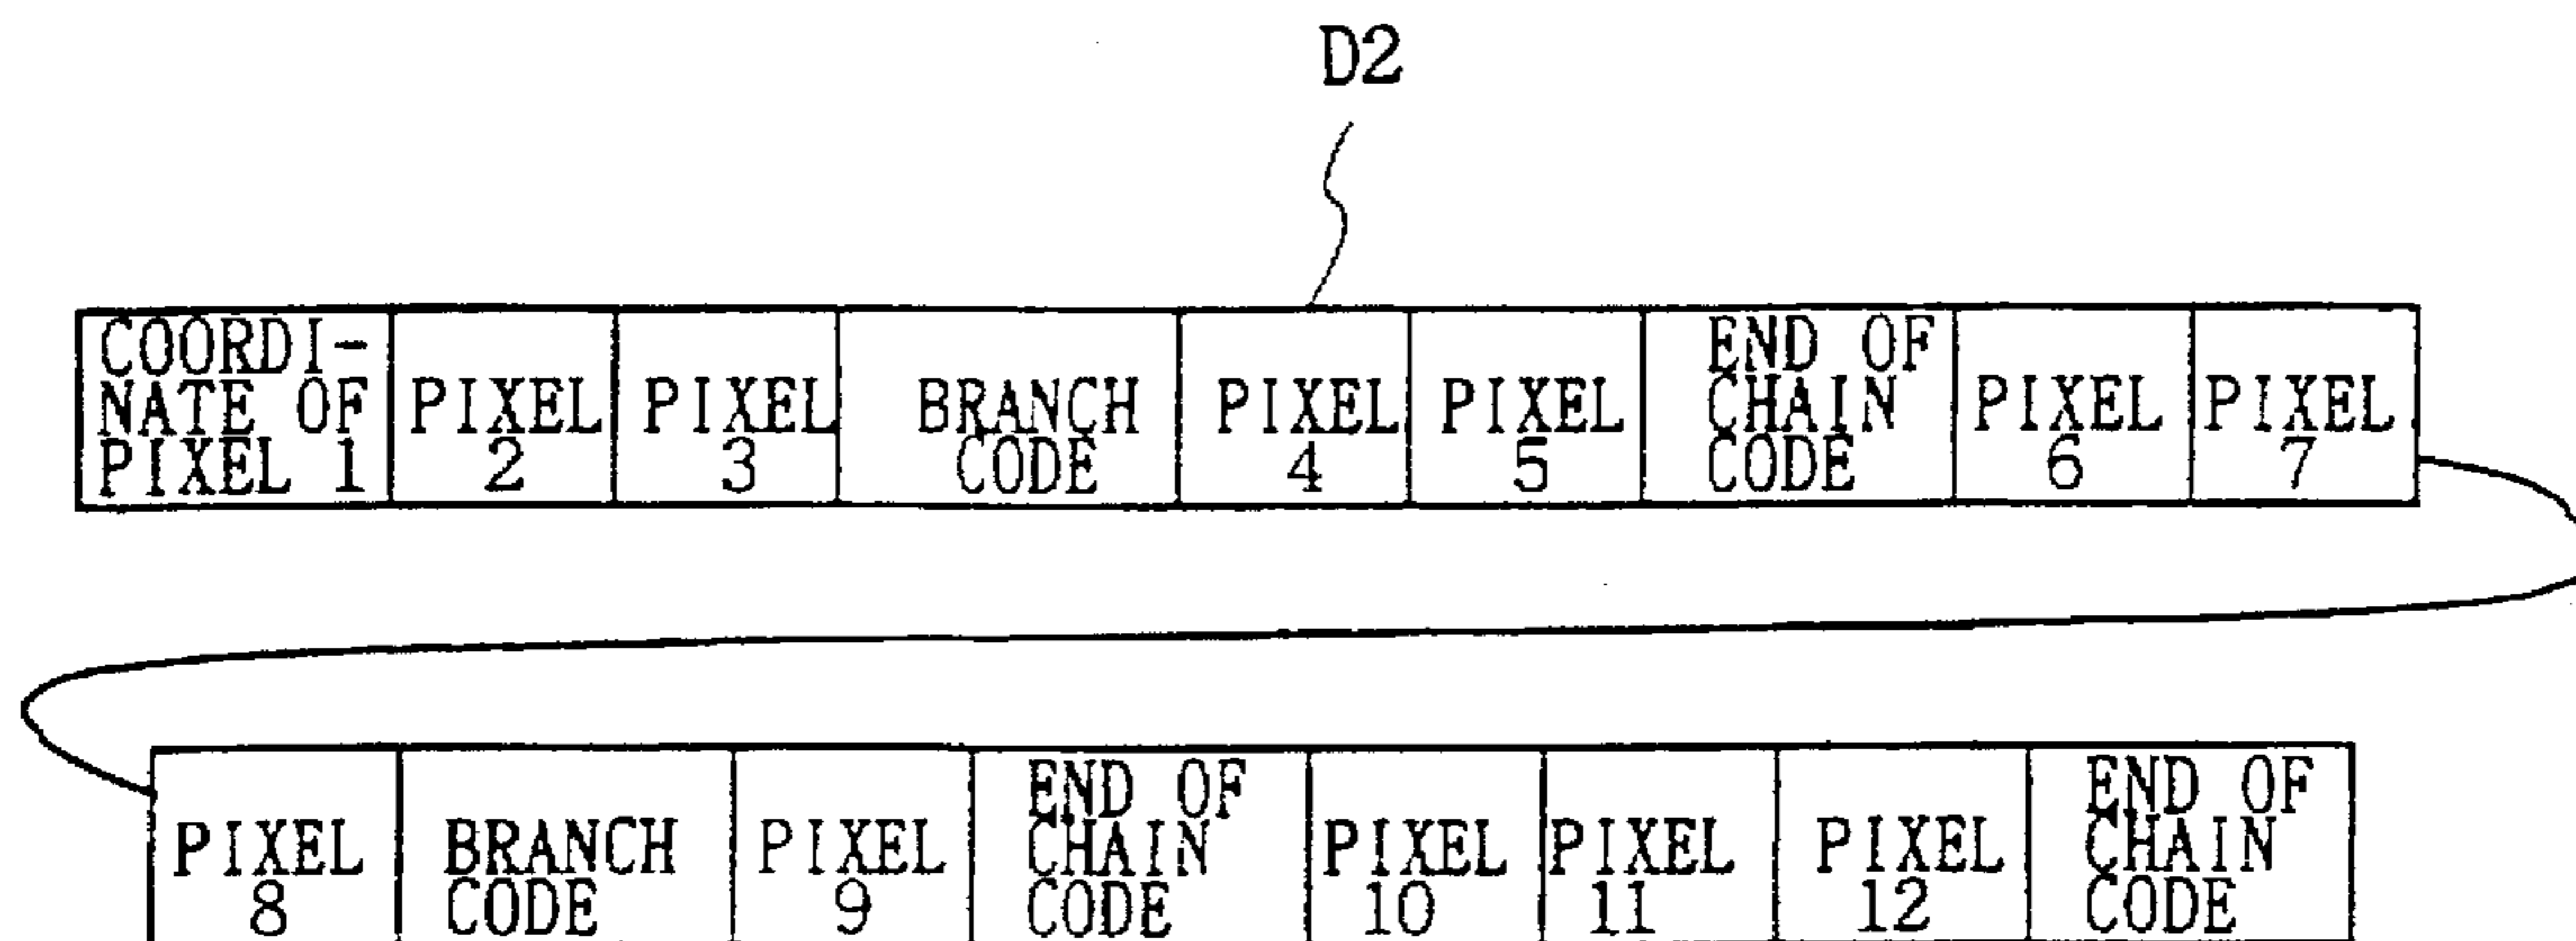 D2
COORDI-
NATE OF
PIXEL 1
PIXEL
2
PIXEL
3
BRANCH
CODE
PIXEL
4
PIXEL
5
END OF
CHAIN
CODE
PIXEL
6
PIXEL
7
PIXEL
8
BRANCH
CODE
PIXEL
9
END OF
CHAIN
CODE
PIXEL
10
PIXEL
11
PIXEL
12
END OF
CHAIN
CODE